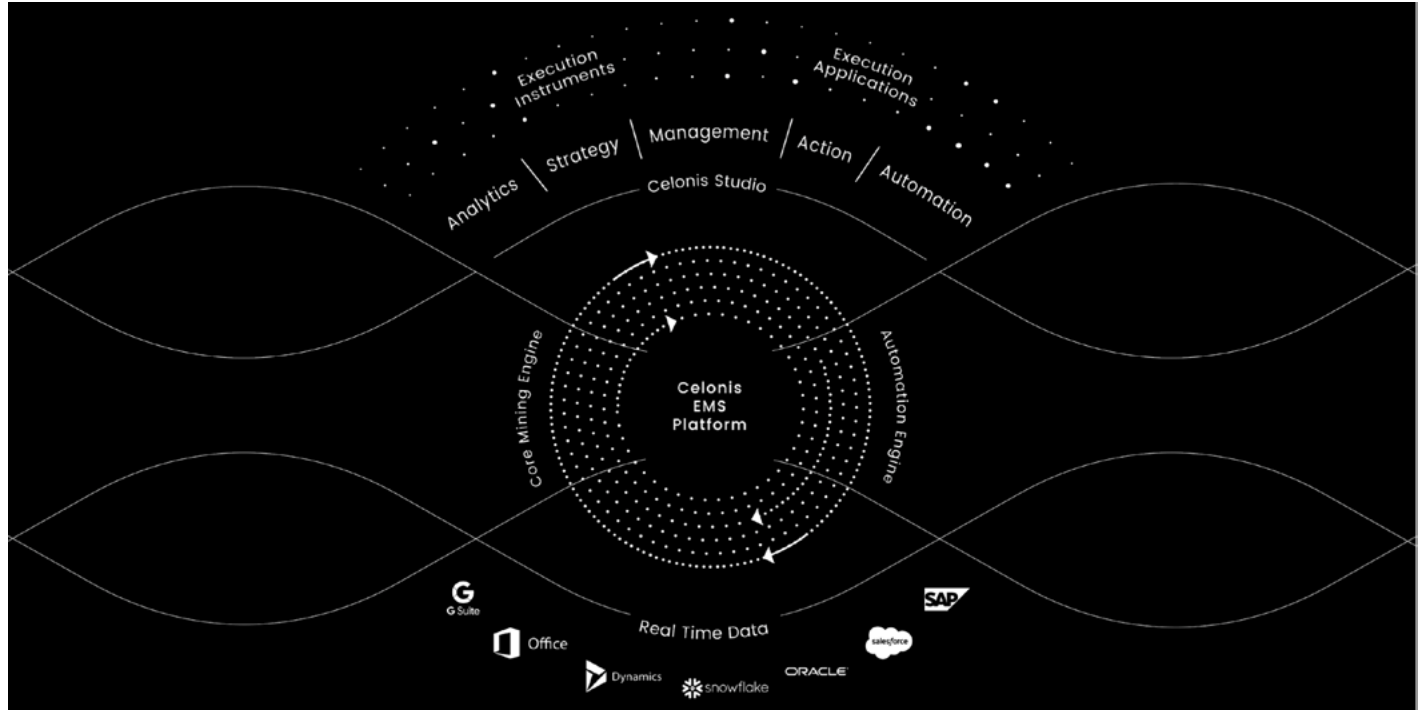 Execution
Instruments
Execution
Applications
Analytics
Strategy
Management
Action
Automation
Celonis Studio
Core Mining Engine
Celonis
EMS
Platform
Automation Engine
Real Time Data
G
G Suite
Office
Dynamics
snowflake
ORACLE
salesforce
SAP